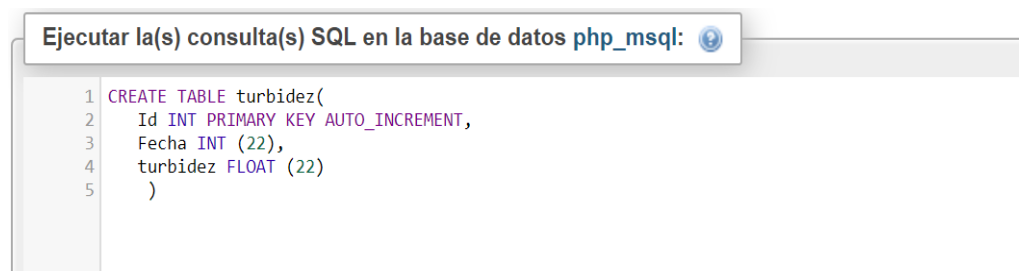 Ejecutar la(s) consulta(s) SQL en la base de datos php_msql:
1 CREATE TABLE turbidez(
2 Id INT PRIMARY KEY AUTO_INCREMENT,
3 Fecha INT (22),
4 turbidez FLOAT (22)
5 )